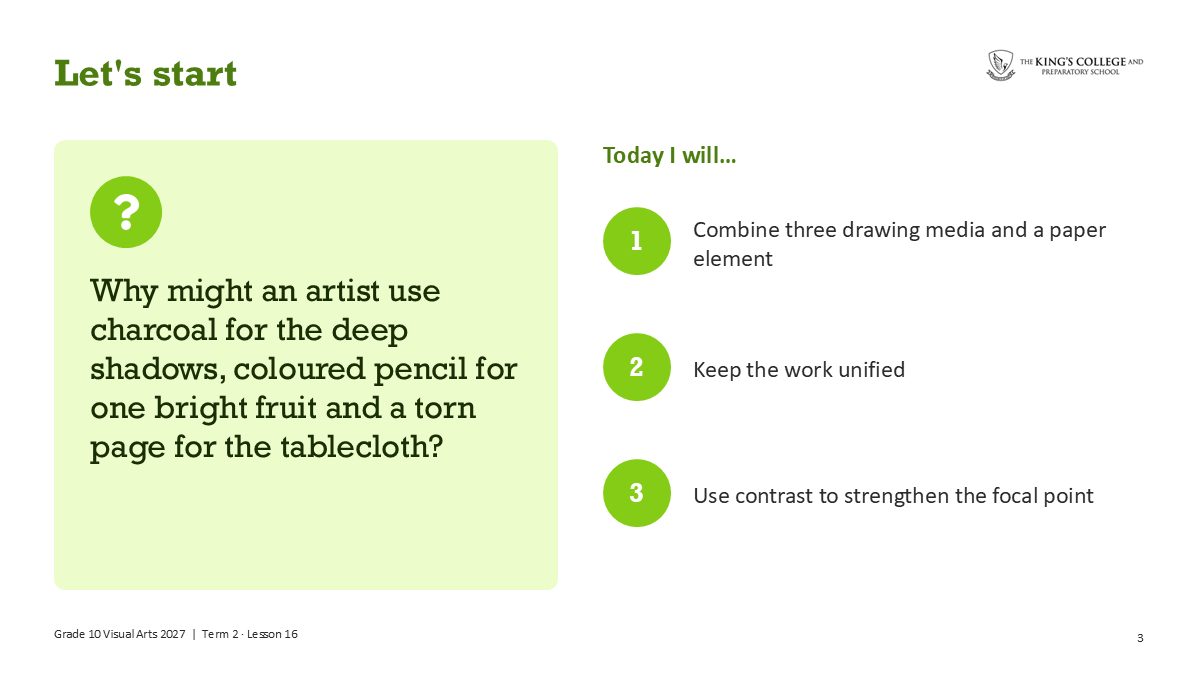 Let's start
THE KING'S COLLEGE AND
PREPARATORY SCHOOL
?
Why might an artist use
charcoal for the deep
shadows, coloured pencil for
one bright fruit and a torn
page for the tablecloth?
Today I will...
1
Combine three drawing media and a paper
element
2
Keep the work unified
3
Use contrast to strengthen the focal point
Grade 10 Visual Arts 2027 | Term 2 · Lesson 16
3